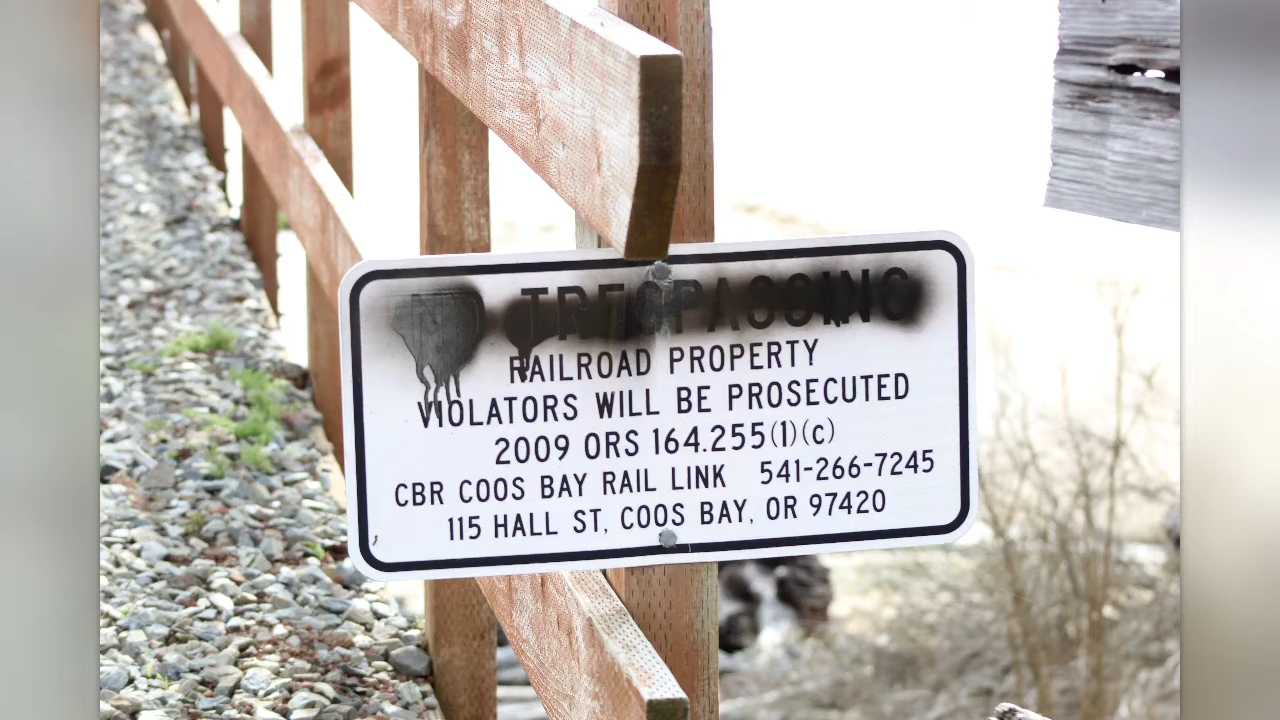 TRESPASSING
RAILROAD PROPERTY
VIOLATORS WILL BE PROSECUTED
2009 ORS 164.255(1)(c)
CBR COOS BAY RAIL LINK 541-266-7245
115 HALL ST, COOS BAY, OR 97420